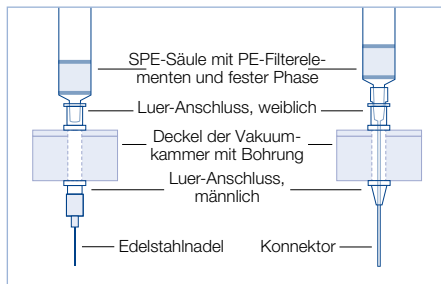 SPE-Säule mit PE-Filterele-
menten und fester Phase
Luer-Anschluss, weiblich
Deckel der Vakuum-
kammer mit Bohrung
Luer-Anschluss,
männlich
Edelstahlnadel
Konnektor